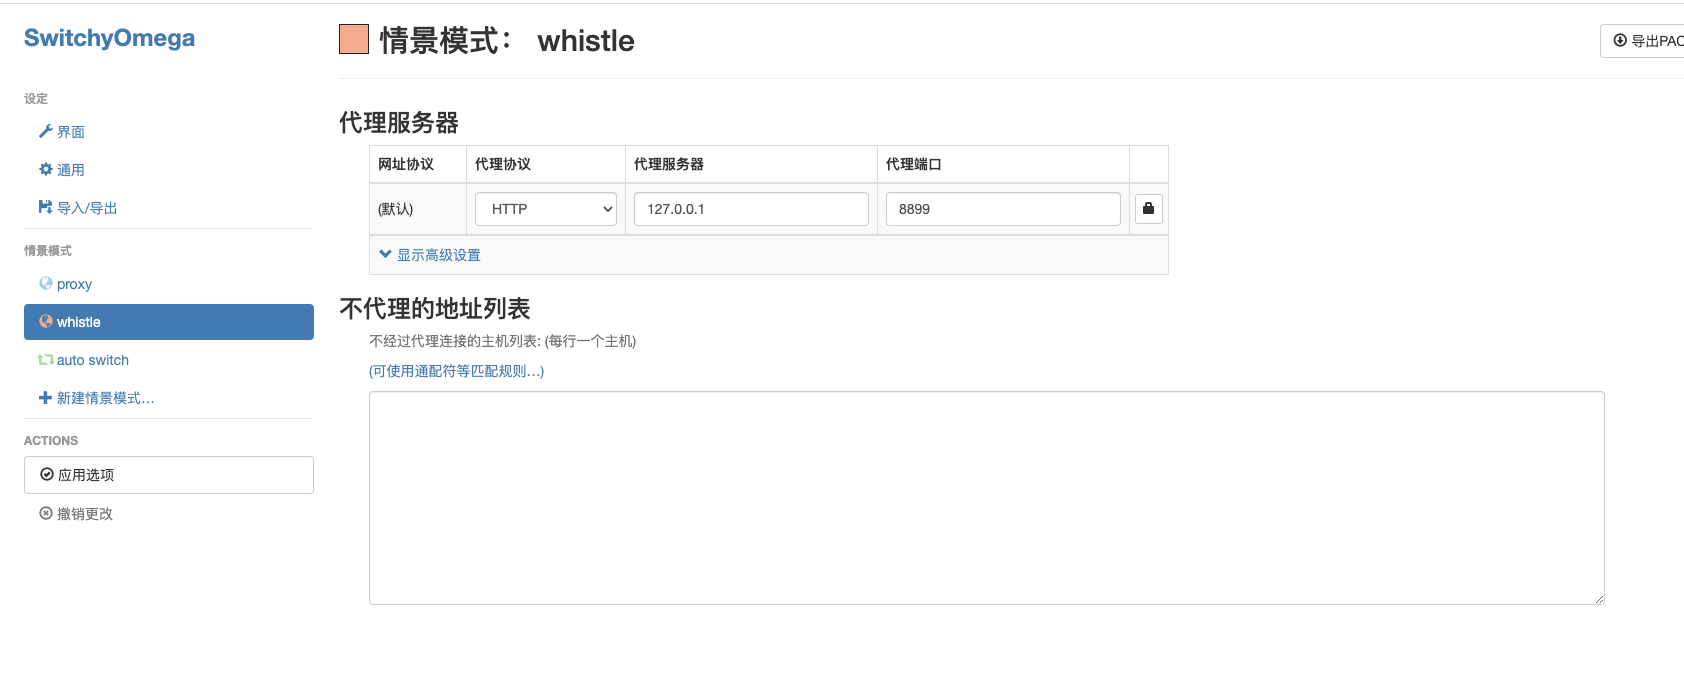 SwitchyOmega
设定
界面
通用
导入/导出
情景模式
proxy
whistle
auto switch
新建情景模式…
ACTIONS
应用选项
撤销更改
情景模式： whistle
导出PAC
代理服务器
网址协议 代理协议 代理服务器 代理端口
(默认) HTTP 127.0.0.1 8899
显示高级设置
不代理的地址列表
不经过代理连接的主机列表: (每行一个主机)
(可使用通配符等匹配规则…)